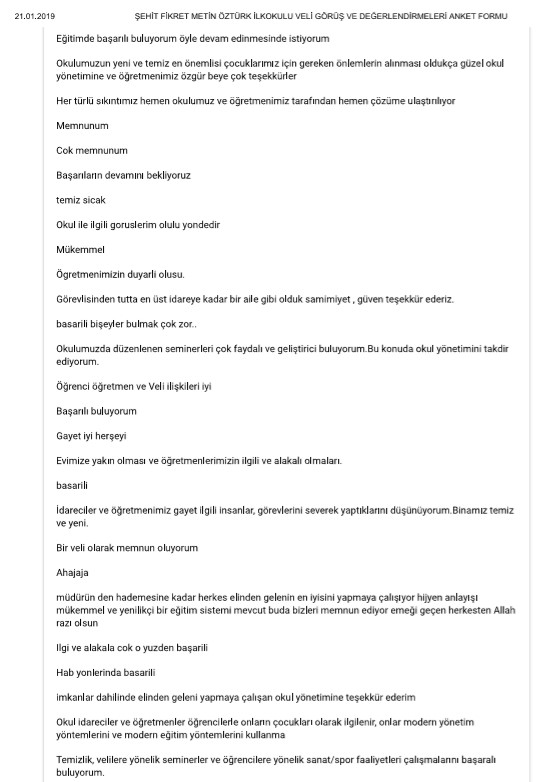 21.01.2019 ŞEHİT FİKRET METİN ÖZTÜRK İLKOKULU VELİ GÖRÜŞ VE DEĞERLENDİRMELERİ ANKET FORMU
Eğitimde başarılı buluyorum öyle devam edinmesinde istiyorum
Okulumuzun yeni ve temiz en önemlisi çocuklarımız için gereken önlemlerin alınması oldukça güzel okul
yönetimine ve öğretmenimiz özgür beye çok teşekkürler
Her türlü sıkıntımız hemen okulumuz ve öğretmenimiz tarafından hemen çözüme ulaştırılıyor
Memnunum
Cok memnunum
Başarıların devamını bekliyoruz
temiz sicak
Okul ile ilgili goruslerim olulu yondedir
Mükemmel
Ögretmenimizin duyarli olusu.
Görevlisinden tutta en üst idareye kadar bir aile gibi olduk samimiyet , güven teşekkür ederiz.
basarili bişeyler bulmak çok zor..
Okulumuzda düzenlenen seminerleri çok faydalı ve geliştirici buluyorum.Bu konuda okul yönetimini takdir
ediyorum.
Öğrenci öğretmen ve Veli ilişkileri iyi
Başarılı buluyorum
Gayet iyi herşeyi
Evimize yakın olması ve öğretmenlerimizin ilgili ve alakalı olmaları.
basarili
İdareciler ve öğretmenimiz gayet ilgili insanlar, görevlerini severek yaptıklarını düşünüyorum.Binamız temiz
ve yeni.
Bir veli olarak memnun oluyorum
Ahajaja
müdürün den hademesine kadar herkes elinden gelenin en iyisini yapmaya çalışıyor hijyen anlayışı
mükemmel ve yenilikçi bir eğitim sistemi mevcut buda bizleri memnun ediyor emeği geçen herkesten Allah
razı olsun
Ilgi ve alakala cok o yuzden başarili
Hab yonlerinda basarili
imkanlar dahilinde elinden geleni yapmaya çalışan okul yönetimine teşekkür ederim
Okul idareciler ve öğretmenler öğrencilerle onların çocukları olarak ilgilenir, onlar modern yönetim
yöntemlerini ve modern eğitim yöntemlerini kullanma
Temizlik, velilere yönelik seminerler ve öğrencilere yönelik sanat/spor faaliyetleri çalışmalarını başaralı
buluyorum.